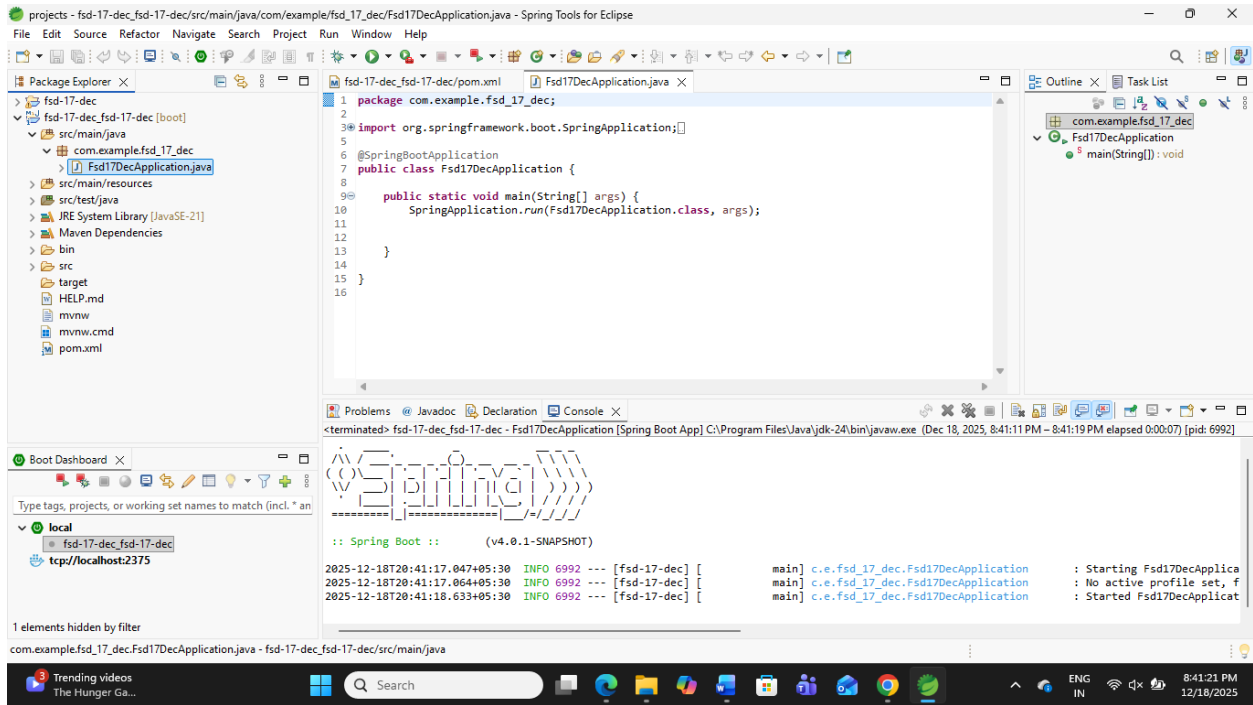 projects - fsd-17-dec_fsd-17-dec/src/main/java/com/example/fsd_17_dec/Fsd17DecApplication.java - Spring Tools for Eclipse
File Edit Source Refactor Navigate Search Project Run Window Help
Package Explorer
fsd-17-dec
fsd-17-dec_fsd-17-dec [boot]
src/main/java
com.example.fsd_17_dec
Fsd17DecApplication.java
src/main/resources
src/test/java
JRE System Library [JavaSE-21]
Maven Dependencies
bin
src
target
HELP.md
mvnw
mvnw.cmd
pom.xml
fsd-17-dec_fsd-17-dec/pom.xml Fsd17DecApplication.java
1 package com.example.fsd_17_dec;
2
3 import org.springframework.boot.SpringApplication;
5
6 @SpringBootApplication
7 public class Fsd17DecApplication {
8
9 public static void main(String[] args) {
10 SpringApplication.run(Fsd17DecApplication.class, args);
11
12
13 }
14
15 }
16
Outline Task List
com.example.fsd_17_dec
Fsd17DecApplication
main(String[]) : void
Boot Dashboard
Type tags, projects, or working set names to match (incl. * an
local
fsd-17-dec_fsd-17-dec
tcp://localhost:2375
1 elements hidden by filter
Problems Javadoc Declaration Console
<terminated> fsd-17-dec_fsd-17-dec - Fsd17DecApplication [Spring Boot App] C:\Program Files\Java\jdk-24\bin\javaw.exe (Dec 18, 2025, 8:41:11 PM – 8:41:19 PM elapsed 0:00:07) [pid: 6992]
Spring
:: Spring Boot :: (v4.0.1-SNAPSHOT)
2025-12-18T20:41:17.047+05:30 INFO 6992 --- [fsd-17-dec] [ main] c.e.fsd_17_dec.Fsd17DecApplication : Starting Fsd17DecApplica
2025-12-18T20:41:17.064+05:30 INFO 6992 --- [fsd-17-dec] [ main] c.e.fsd_17_dec.Fsd17DecApplication : No active profile set, f
2025-12-18T20:41:18.633+05:30 INFO 6992 --- [fsd-17-dec] [ main] c.e.fsd_17_dec.Fsd17DecApplication : Started Fsd17DecApplicat
com.example.fsd_17_dec.Fsd17DecApplication.java - fsd-17-dec_fsd-17-dec/src/main/java
3
Trending videos
The Hunger Ga...
Search
ENG
IN
8:41:21 PM
12/18/2025